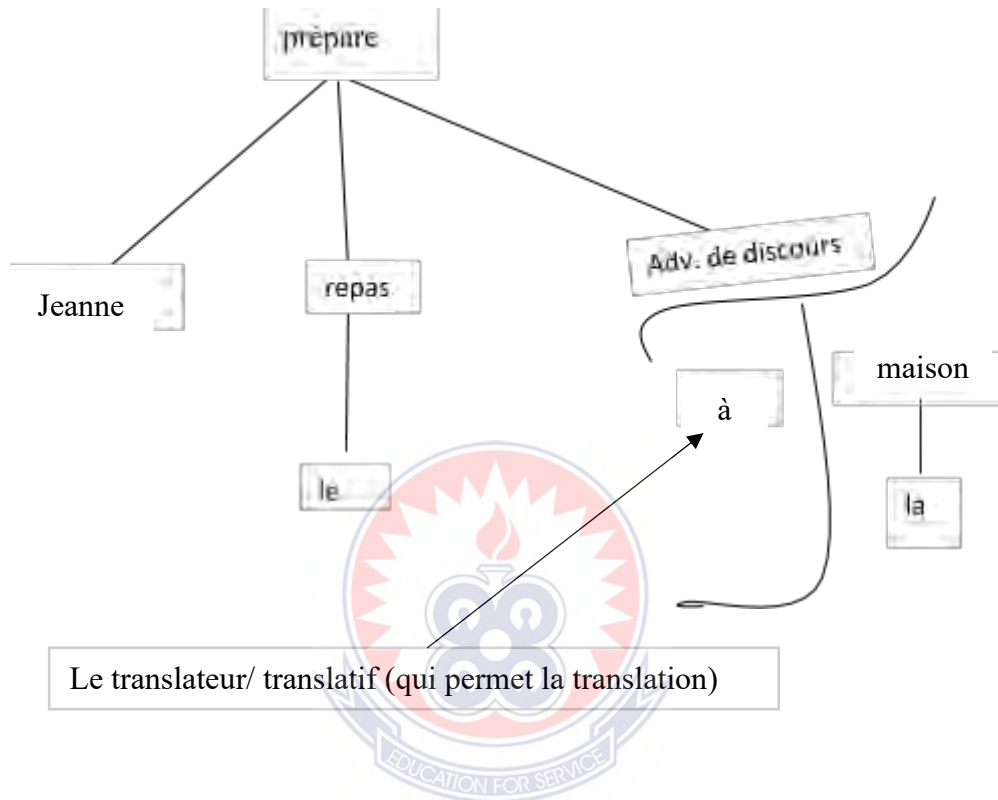 prépare
Adv. de discours
Jeanne
repas
maison
à
le
la
Le translateur/ translatif (qui permet la translation)
EDUCATION FOR SERVICE